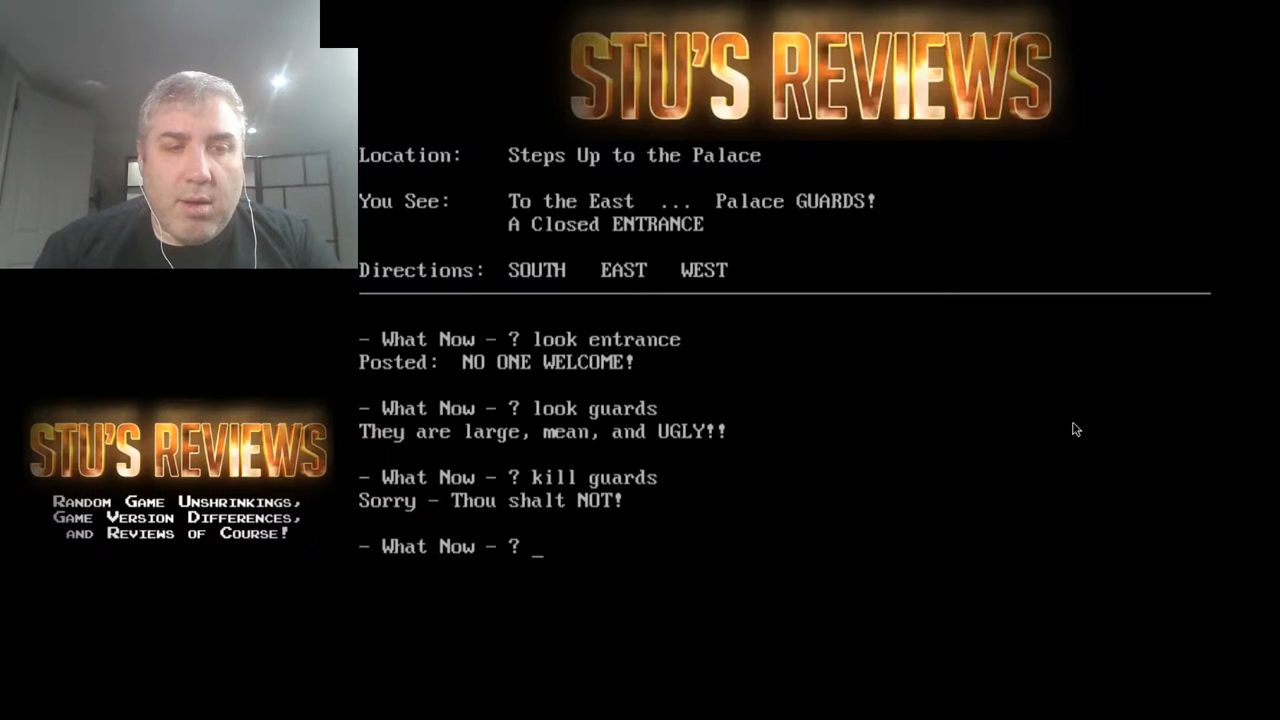 STU'S REVIEWS
Location: Steps Up to the Palace
You See: To the East ... Palace GUARDS!
A Closed ENTRANCE
Directions: SOUTH EAST WEST
- What Now - ? look entrance
Posted: NO ONE WELCOME!
- What Now - ? look guards
They are large, mean, and UGLY!!
- What Now - ? kill guards
Sorry - Thou shalt NOT!
- What Now - ? _
STU'S REVIEWS
RANDOM GAME UNSHRINKINGS,
GAME VERSION DIFFERENCES,
AND REVIEWS OF COURSE!